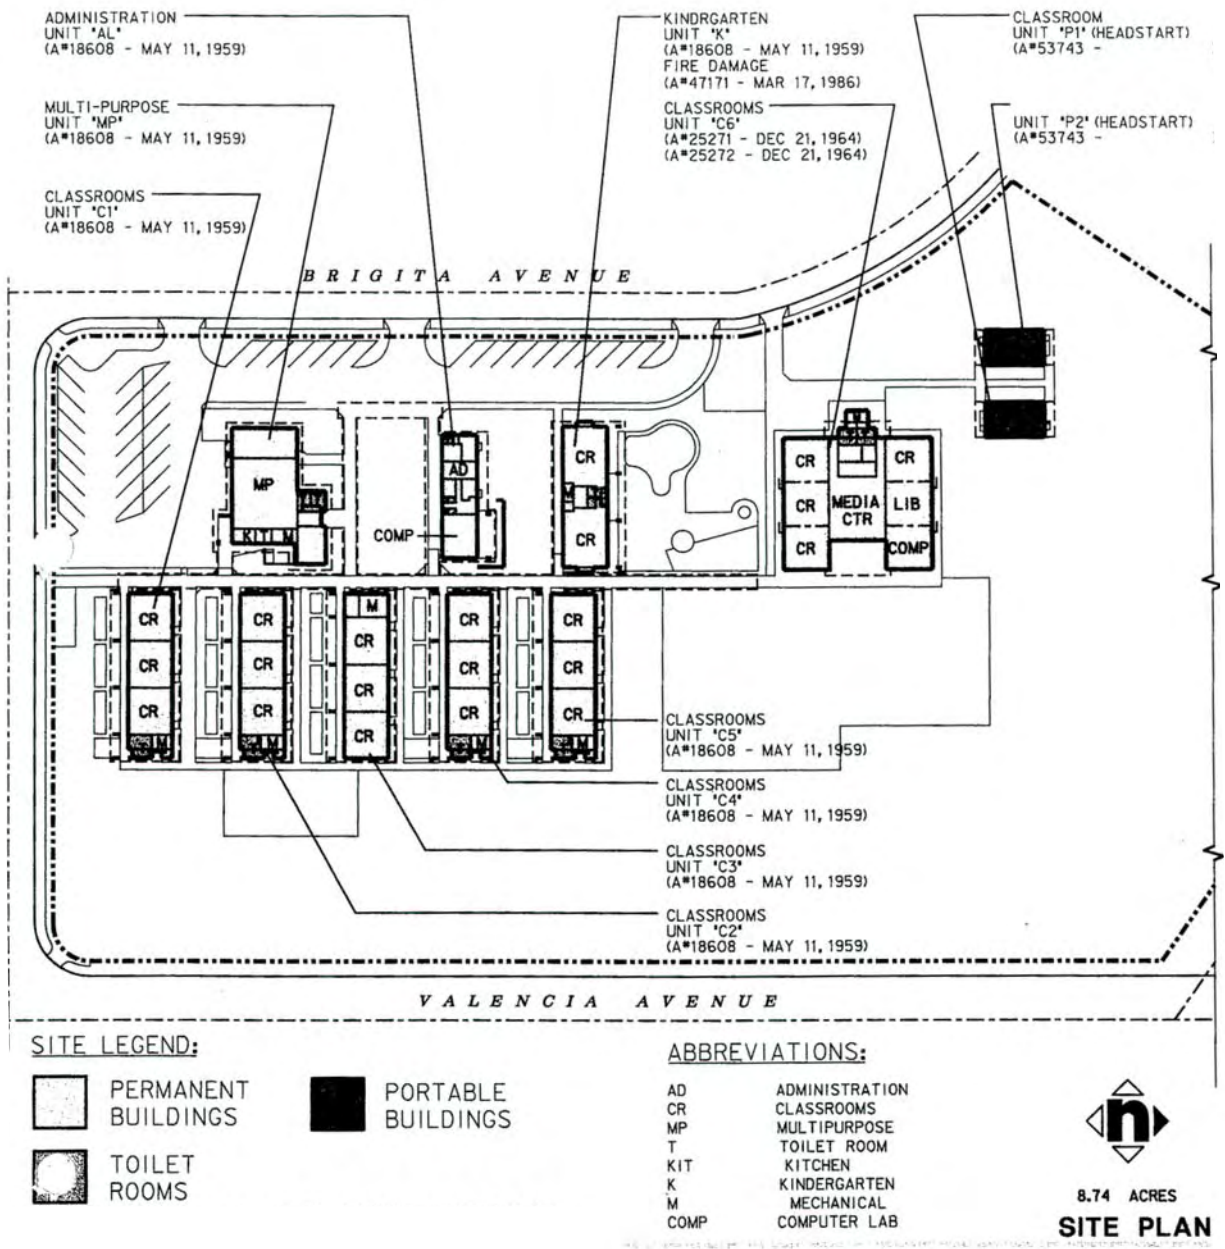 ADMINISTRATION
UNIT "AL"
(A#18608 - MAY 11, 1959)
MULTI-PURPOSE
UNIT "MP"
(A#18608 - MAY 11, 1959)
CLASSROOMS
UNIT "C1"
(A#18608 - MAY 11, 1959)
KINDRGARTEN
UNIT "K"
(A#18608 - MAY 11, 1959)
FIRE DAMAGE
(A#47171 - MAR 17, 1986)
CLASSROOMS
UNIT "C6"
(A#25271 - DEC 21, 1964)
(A#25272 - DEC 21, 1964)
CLASSROOM
UNIT "P1" (HEADSTART)
(A#53743 -
UNIT "P2" (HEADSTART)
(A#53743 -
BRIGITA AVENUE
MP
KIT
M
AD
COMP
CR
M
CR
M
CR
CR
CR
CR
MEDIA
CTR
LIB
COMP
CR
CR
CR
M
CR
CR
CR
M
M
CR
CR
CR
CR
CR
CR
M
CR
CR
CR
M
CLASSROOMS
UNIT "C5"
(A#18608 - MAY 11, 1959)
CLASSROOMS
UNIT "C4"
(A#18608 - MAY 11, 1959)
CLASSROOMS
UNIT "C3"
(A#18608 - MAY 11, 1959)
CLASSROOMS
UNIT "C2"
(A#18608 - MAY 11, 1959)
VALENCIA AVENUE
SITE LEGEND:
PERMANENT
BUILDINGS
PORTABLE
BUILDINGS
TOILET
ROOMS
ABBREVIATIONS:
AD ADMINISTRATION
CR CLASSROOMS
MP MULTIPURPOSE
T TOILET ROOM
KIT KITCHEN
K KINDERGARTEN
M MECHANICAL
COMP COMPUTER LAB
n
8.74 ACRES
SITE PLAN